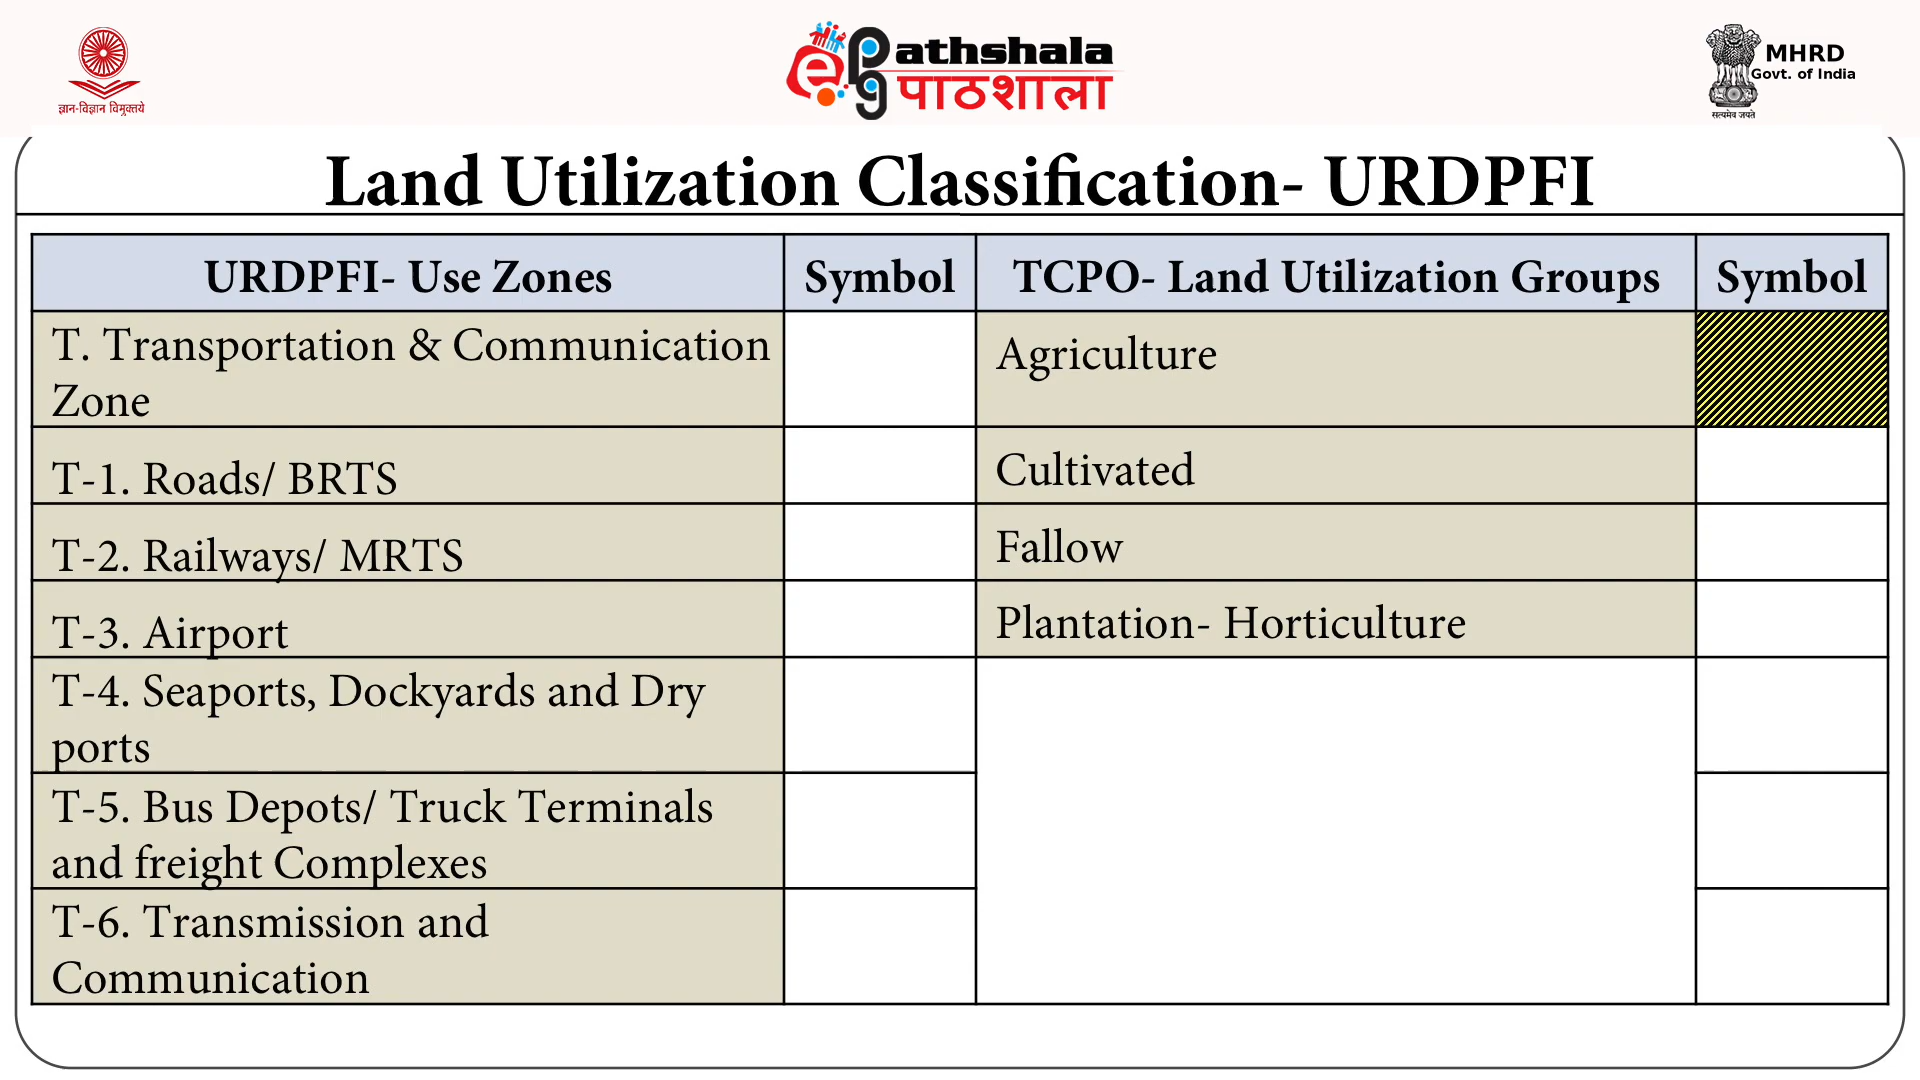 ज्ञान-विज्ञान विमुक्तये
e PG athshala
पाठशाला
MHRD
Govt. of India
सत्यमेव जयते
Land Utilization Classification- URDPFI
URDPFI- Use Zones Symbol TCPO- Land Utilization Groups Symbol
T. Transportation & Communication
Zone
Agriculture
T-1. Roads/ BRTS
Cultivated
T-2. Railways/ MRTS
Fallow
T-3. Airport
Plantation- Horticulture
T-4. Seaports, Dockyards and Dry
ports
T-5. Bus Depots/ Truck Terminals
and freight Complexes
T-6. Transmission and
Communication